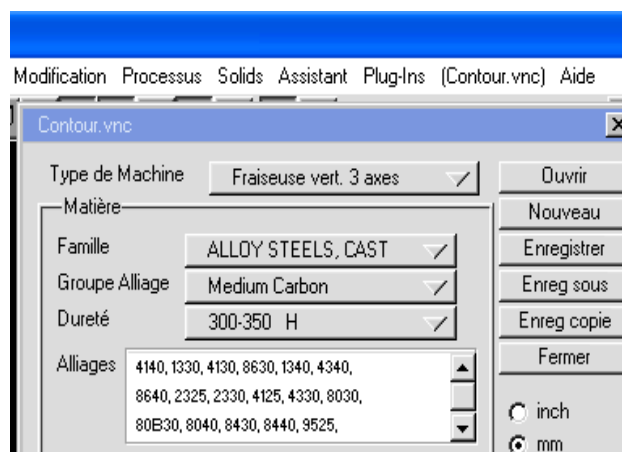 Modification Processus Solids Assistant Plug-Ins (Contour.vnc) Aide
Contour.vnc
Type de Machine Fraiseuse vert. 3 axes Ouvrir
Matière Nouveau
Famille ALLOY STEELS, CAST Enregistrer
Groupe Alliage Medium Carbon Enreg sous
Dureté 300-350 H Enreg copie
Alliages 4140, 1330, 4130, 8630, 1340, 4340, Fermer
8640, 2325, 2330, 4125, 4330, 8030,
80B30, 8040, 8430, 8440, 9525,
inch
mm